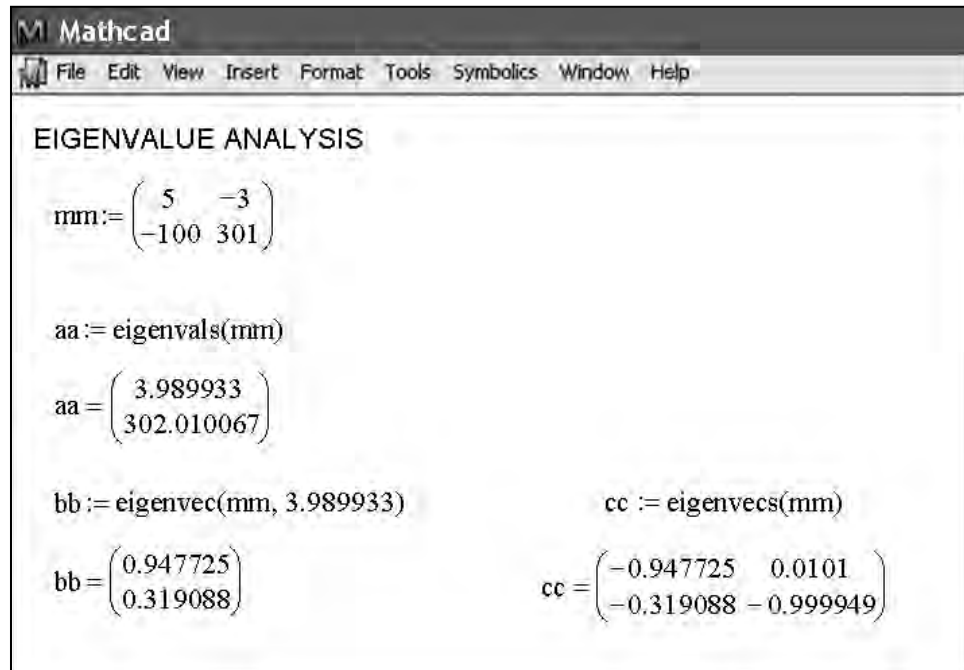 Mathcad
File Edit View Insert Format Tools Symbolics Window Help
EIGENVALUE ANALYSIS
mm := ( 5 −3
−100 301 )
aa := eigenvals(mm)
aa = ( 3.989933
302.010067 )
bb := eigenvec(mm, 3.989933) cc := eigenvecs(mm)
bb = ( 0.947725
0.319088 )
cc = ( −0.947725 0.0101
−0.319088 −0.999949 )